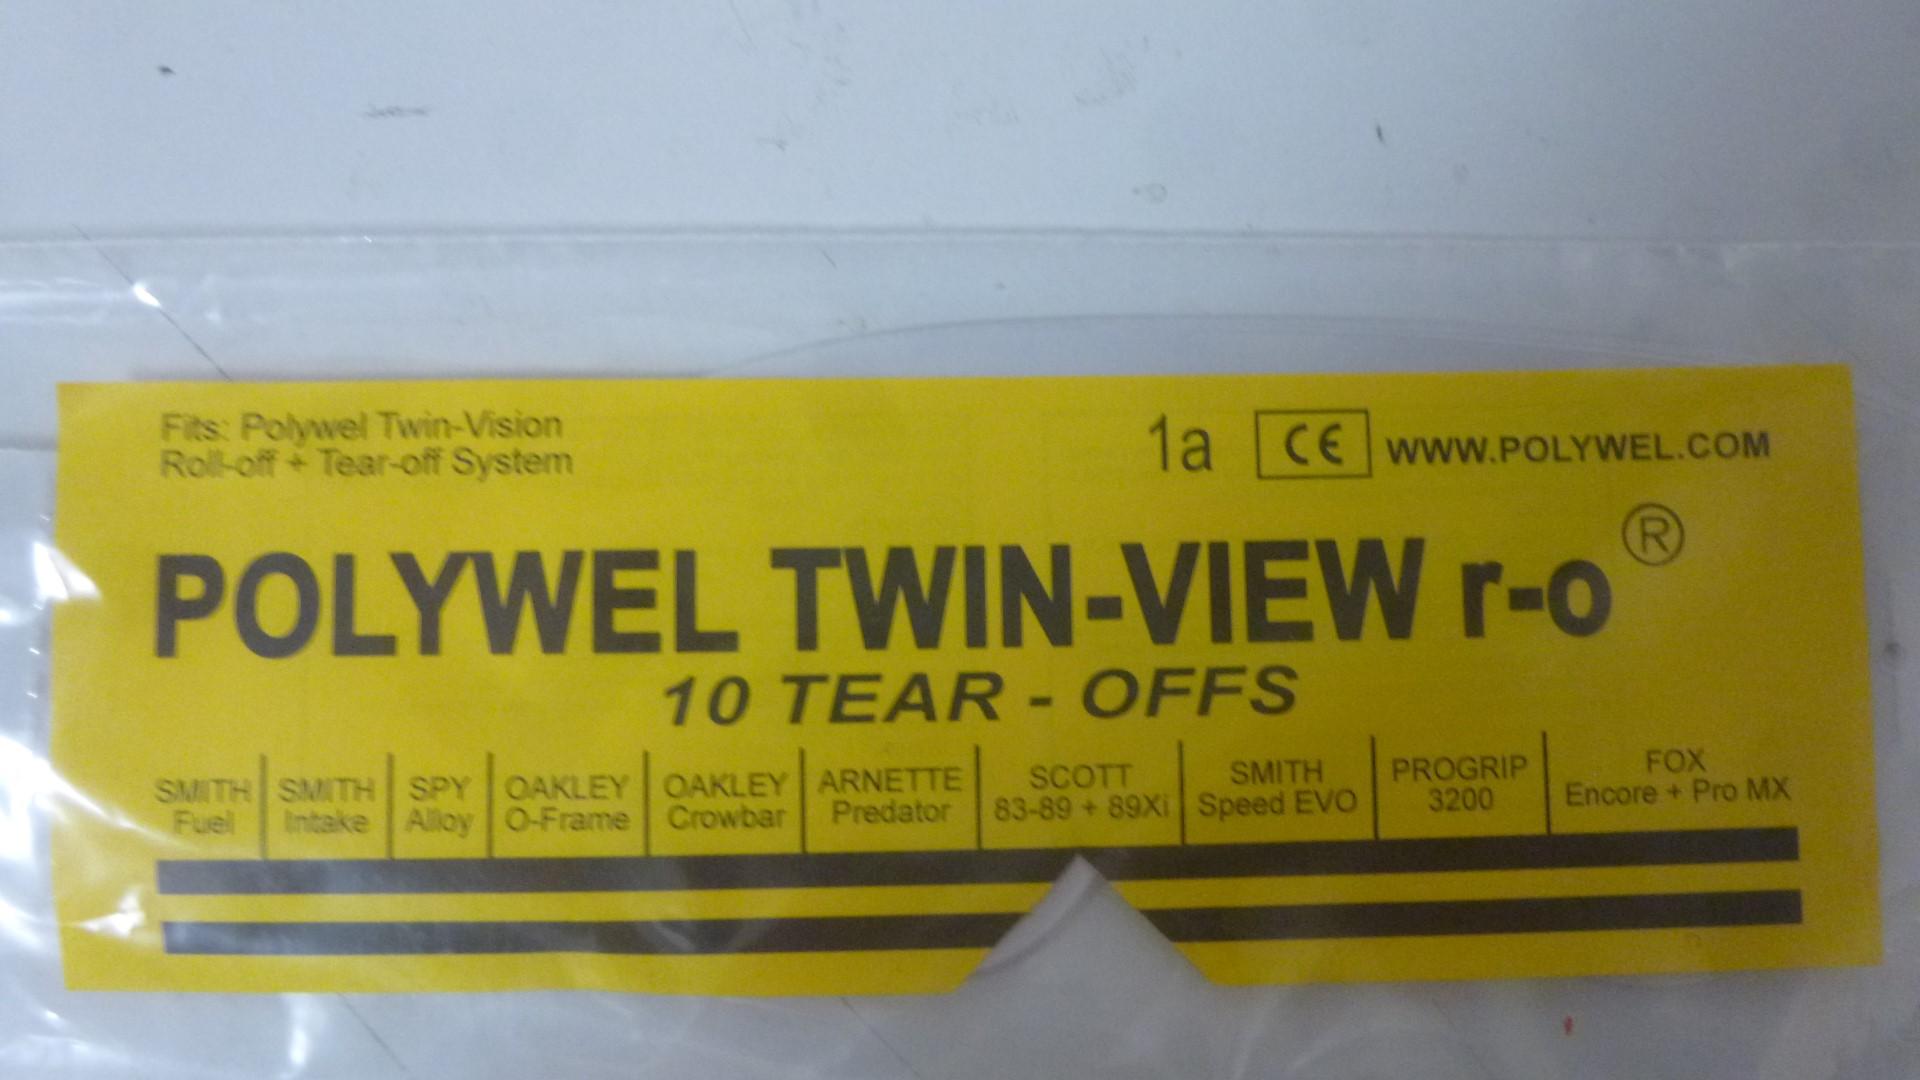 Fits: Polywel Twin-Vision
Roll-off + Tear-off System
1a CE WWW.POLYWEL.COM
POLYWEL TWIN-VIEW r-o ®
10 TEAR - OFFS
SMITH Fuel
SMITH Intake
SPY Alloy
OAKLEY O-Frame
OAKLEY Crowbar
ARNETTE Predator
SCOTT 83-89 + 89Xi
SMITH Speed EVO
PROGRIP 3200
FOX Encore + Pro MX